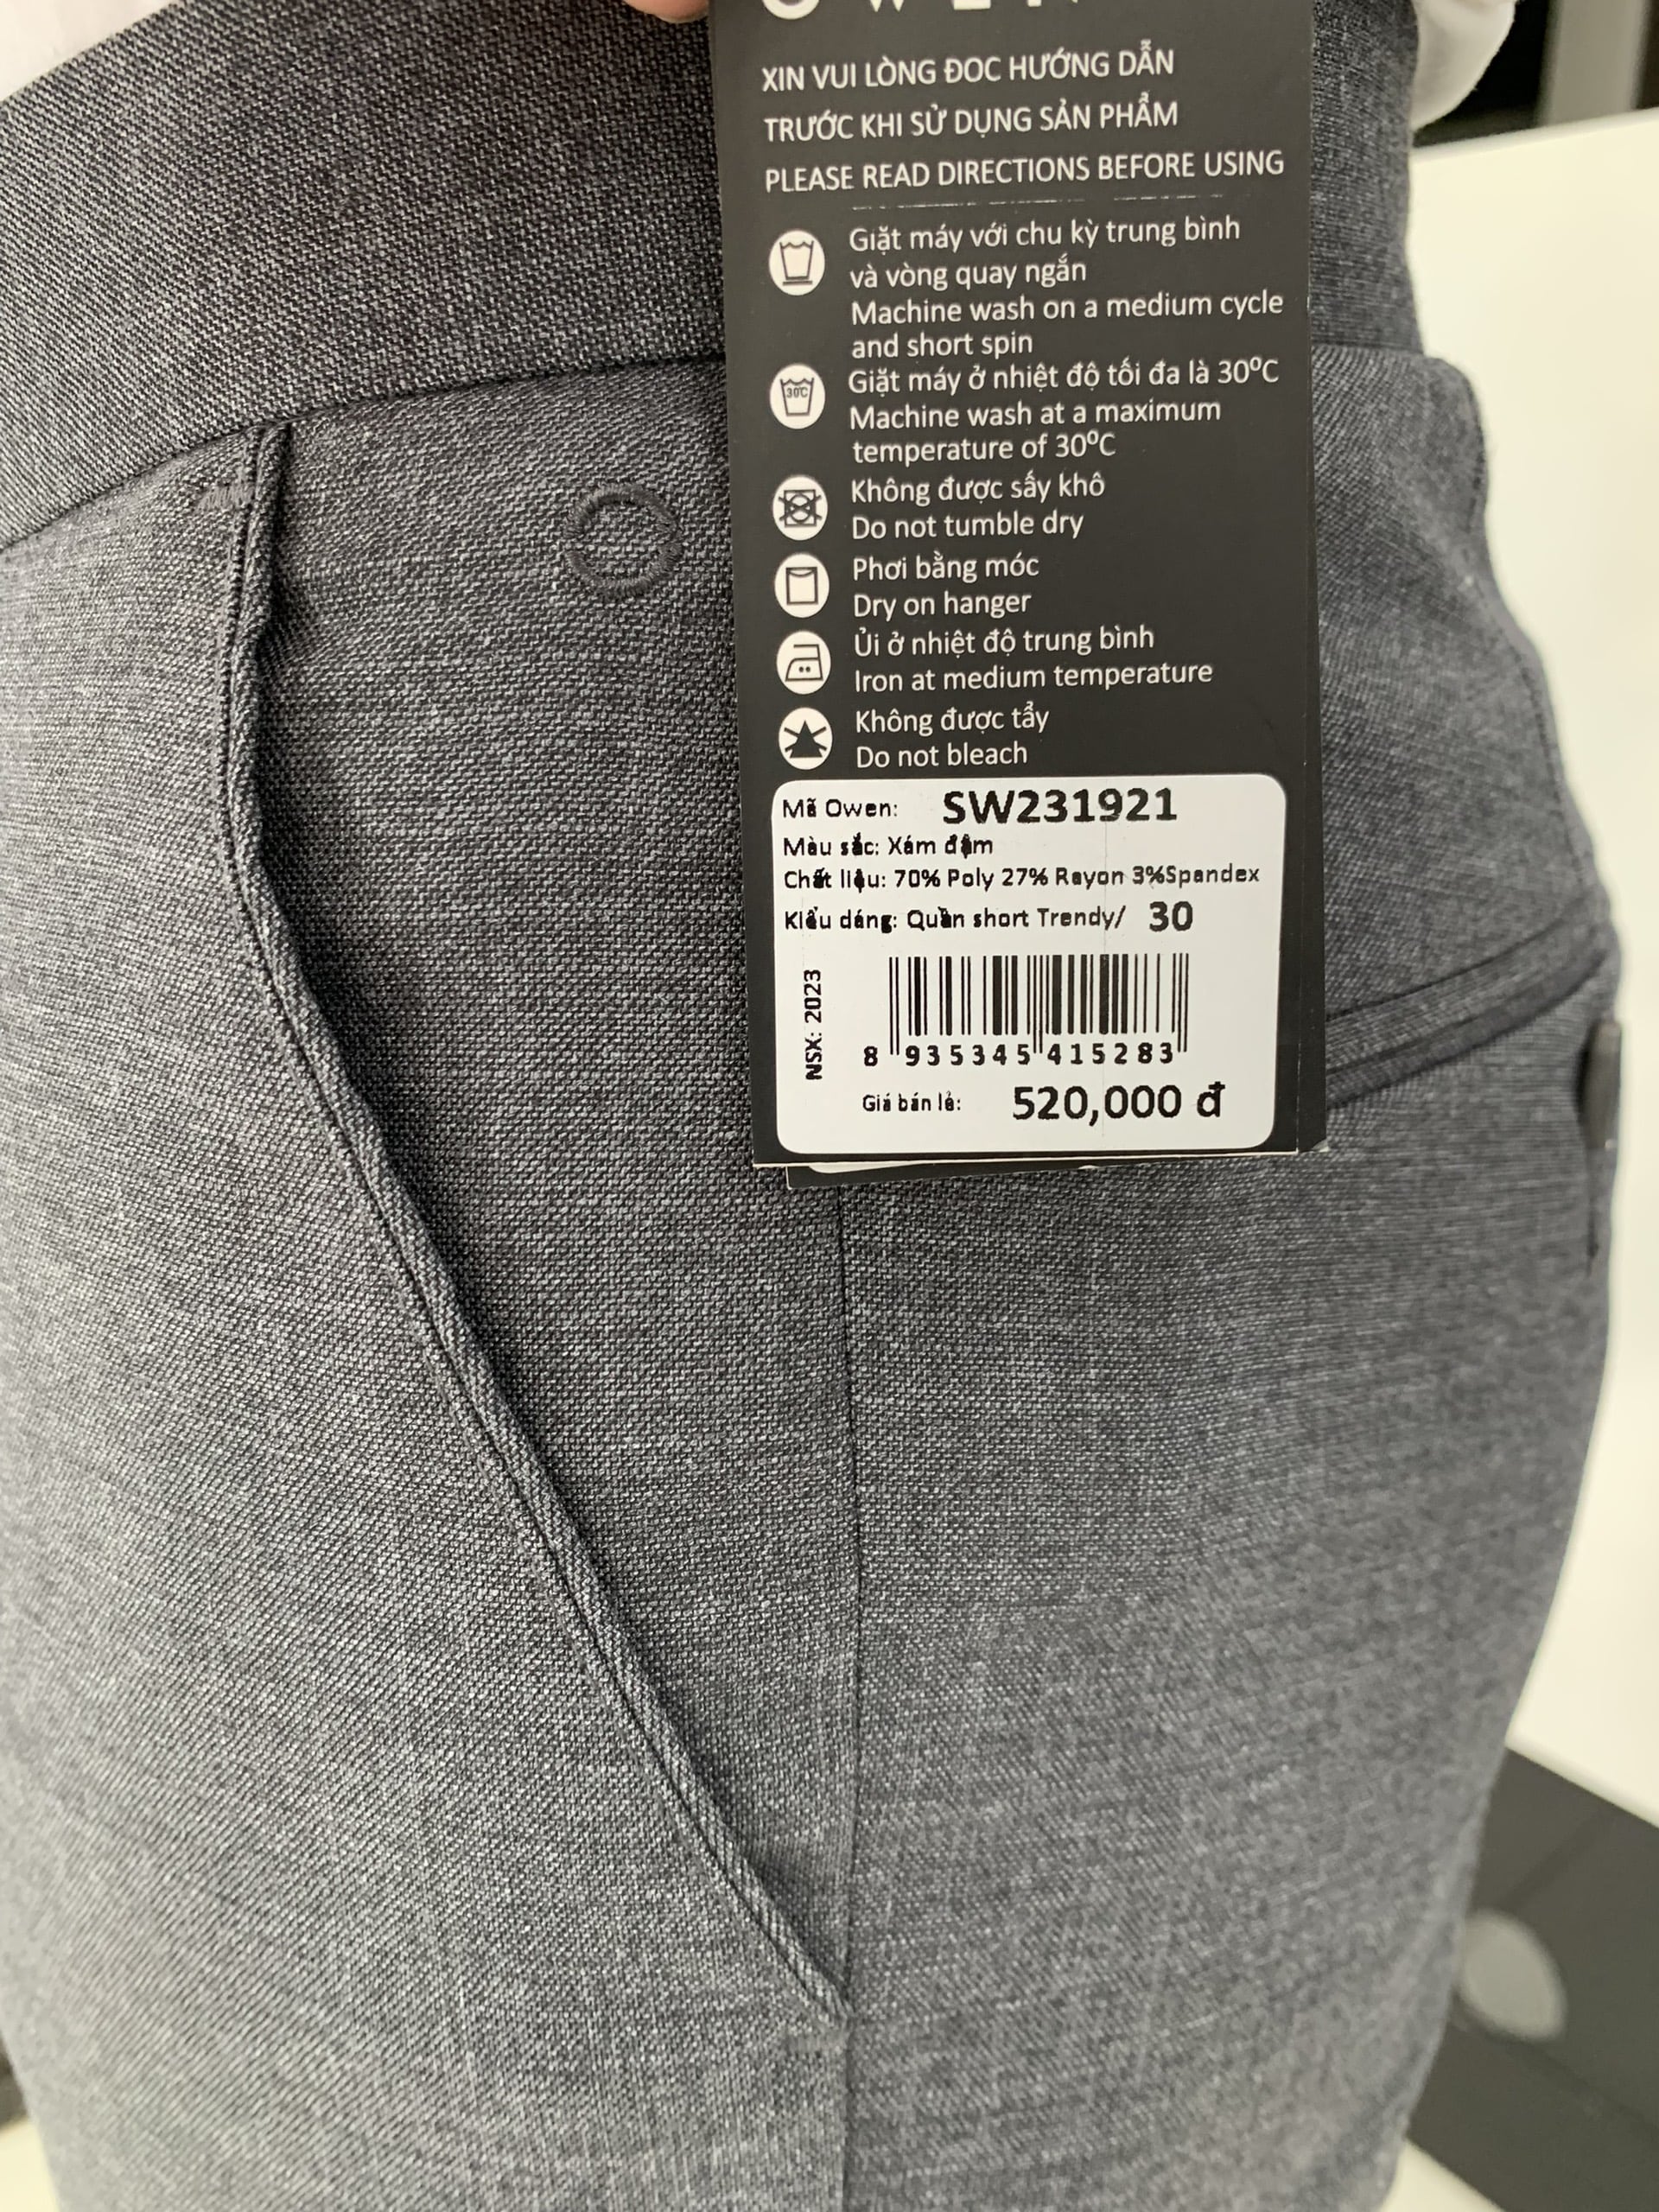 OWEN
XIN VUI LÒNG ĐOC HƯỚNG DẪN
TRƯỚC KHI SỬ DỤNG SẢN PHẨM
PLEASE READ DIRECTIONS BEFORE USING
Giặt máy với chu kỳ trung bình
và vòng quay ngắn
Machine wash on a medium cycle
and short spin
30C
Giặt máy ở nhiệt độ tối đa là 30ºC
Machine wash at a maximum
temperature of 30ºC
Không được sấy khô
Do not tumble dry
Phơi bằng móc
Dry on hanger
Ủi ở nhiệt độ trung bình
Iron at medium temperature
Không được tẩy
Do not bleach
Mã Owen: SW231921
Màu sắc: Xám đậm
Chất liệu: 70% Poly 27% Rayon 3%Spandex
Kiểu dáng: Quần short Trendy/ 30
NSX: 2023
8 935345 415283
Giá bán lẻ: 520,000 đ